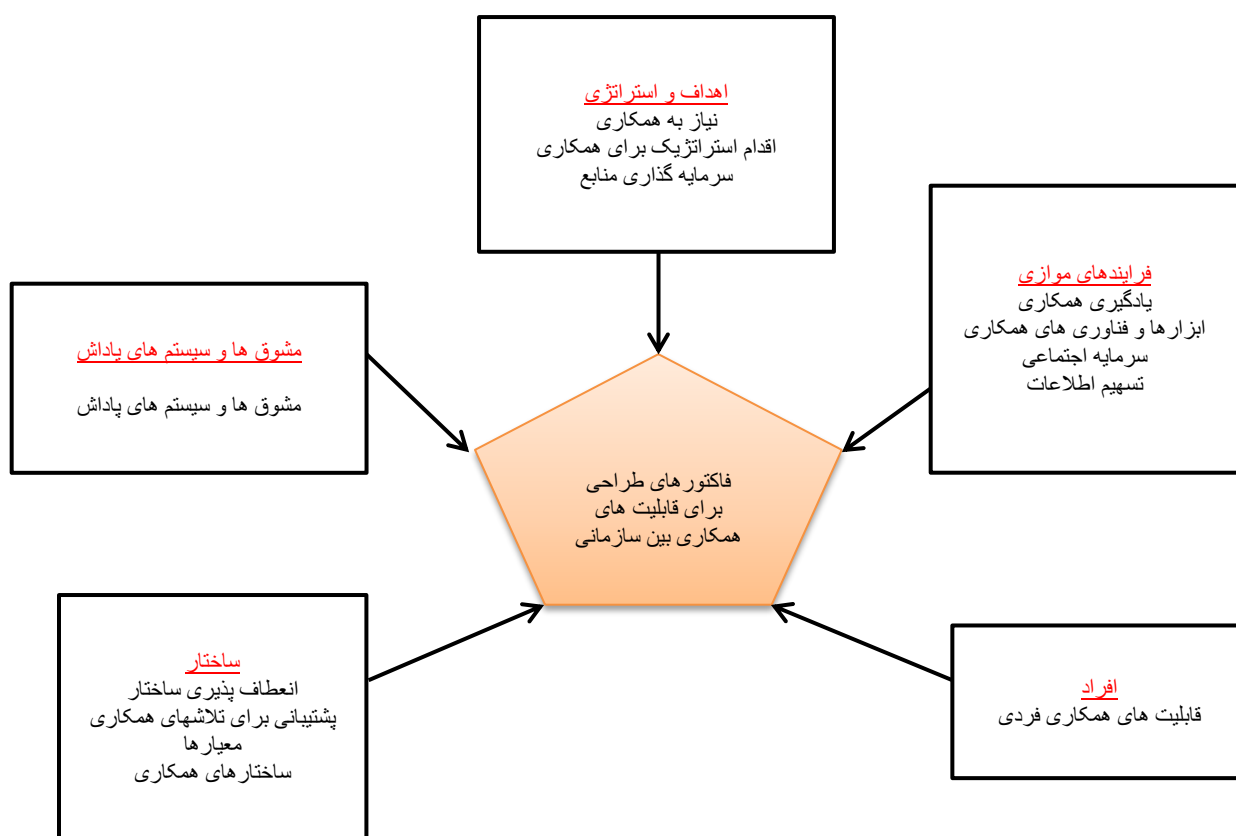 اهداف و استراتژی
نیاز به همکاری
اقدام استراتژیک برای همکاری
سرمایه گذاری منابع
فرایندهای موازی
یادگیری همکاری
ابزارها و فناوری های همکاری
سرمایه اجتماعی
تسهیم اطلاعات
مشوق ها و سیستم های پاداش
مشوق ها و سیستم های پاداش
فاکتورهای طراحی
برای قابلیت های
همکاری بین سازمانی
ساختار
انعطاف پذیری ساختار
پشتیبانی برای تلاشهای همکاری
معیارها
ساختارهای همکاری
افراد
قابلیت های همکاری فردی